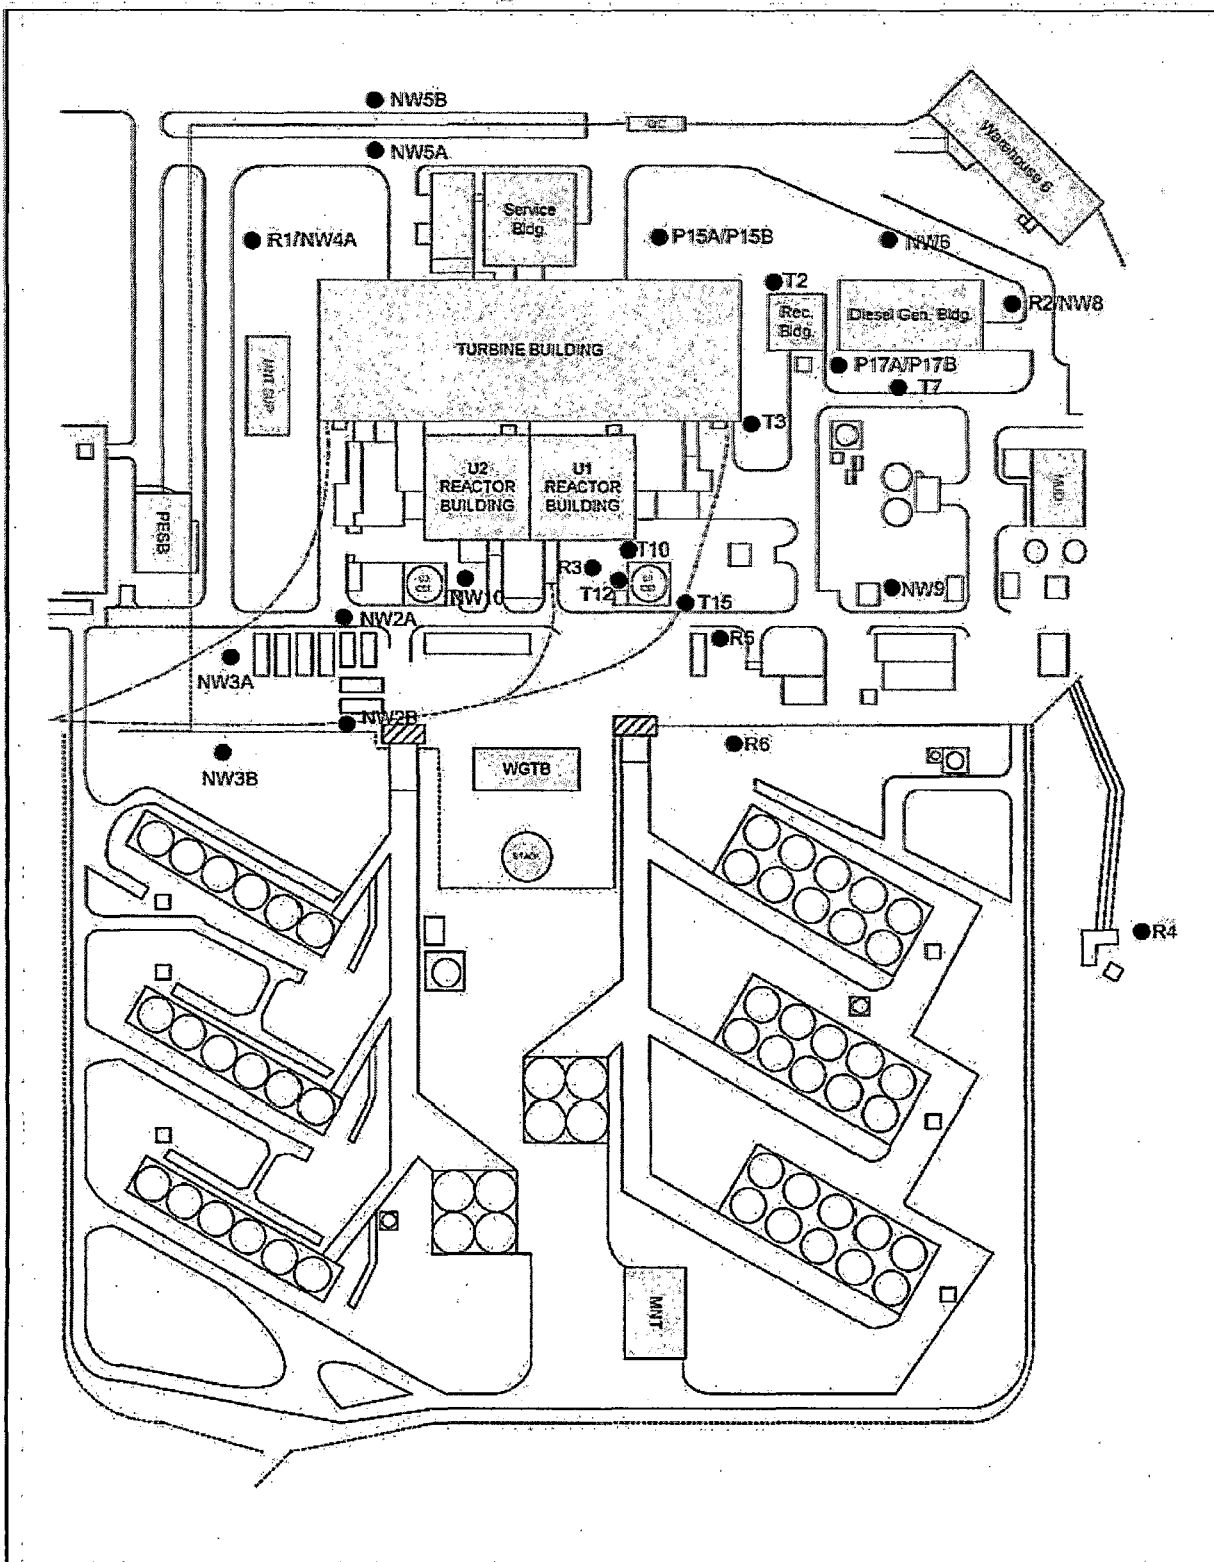 NW5B
GC
NW5A
Warehouse 6
Service
Bldg.
R1/NW4A
P15A/P15B
NW6
T2
R2/NW8
Rec.
Bldg.
Diesel Gen. Bldg.
TURBINE BUILDING
P17A/P17B
T7
T3
U2
REACTOR
BUILDING
U1
REACTOR
BUILDING
MUD
PESB
T10
R3
T12
NW10
NW9
T15
NW2A
R5
NW3A
NW2B
R6
NW3B
WGTB
STACK
R4
MNT